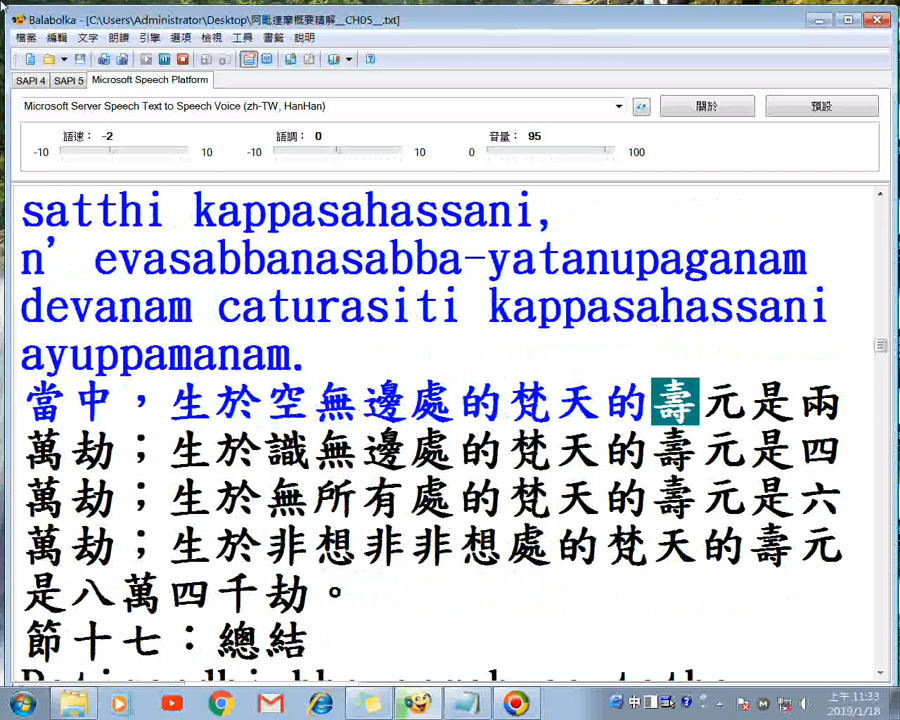 Balabolka - [C:\Users\Administrator\Desktop\阿毗達摩概要精解__CH05__.txt]
檔案 編輯 文字 朗讀 引擎 選項 檢視 工具 書籤 說明
SAPI 4 SAPI 5 Microsoft Speech Platform
Microsoft Server Speech Text to Speech Voice (zh-TW, HanHan) 關於 預設
語速： -2 語調： 0 音量： 95
-10 10 -10 10 0 100
satthi kappasahassani,
n' evasabbanasabba-yatanupaganam
devanam caturasiti kappasahassani
ayuppamanam.
當中，生於空無邊處的梵天的壽元是兩
萬劫；生於識無邊處的梵天的壽元是四
萬劫；生於無所有處的梵天的壽元是六
萬劫；生於非想非非想處的梵天的壽元
是八萬四千劫。
節十七：總結
中
上午 11:33
2019/1/18